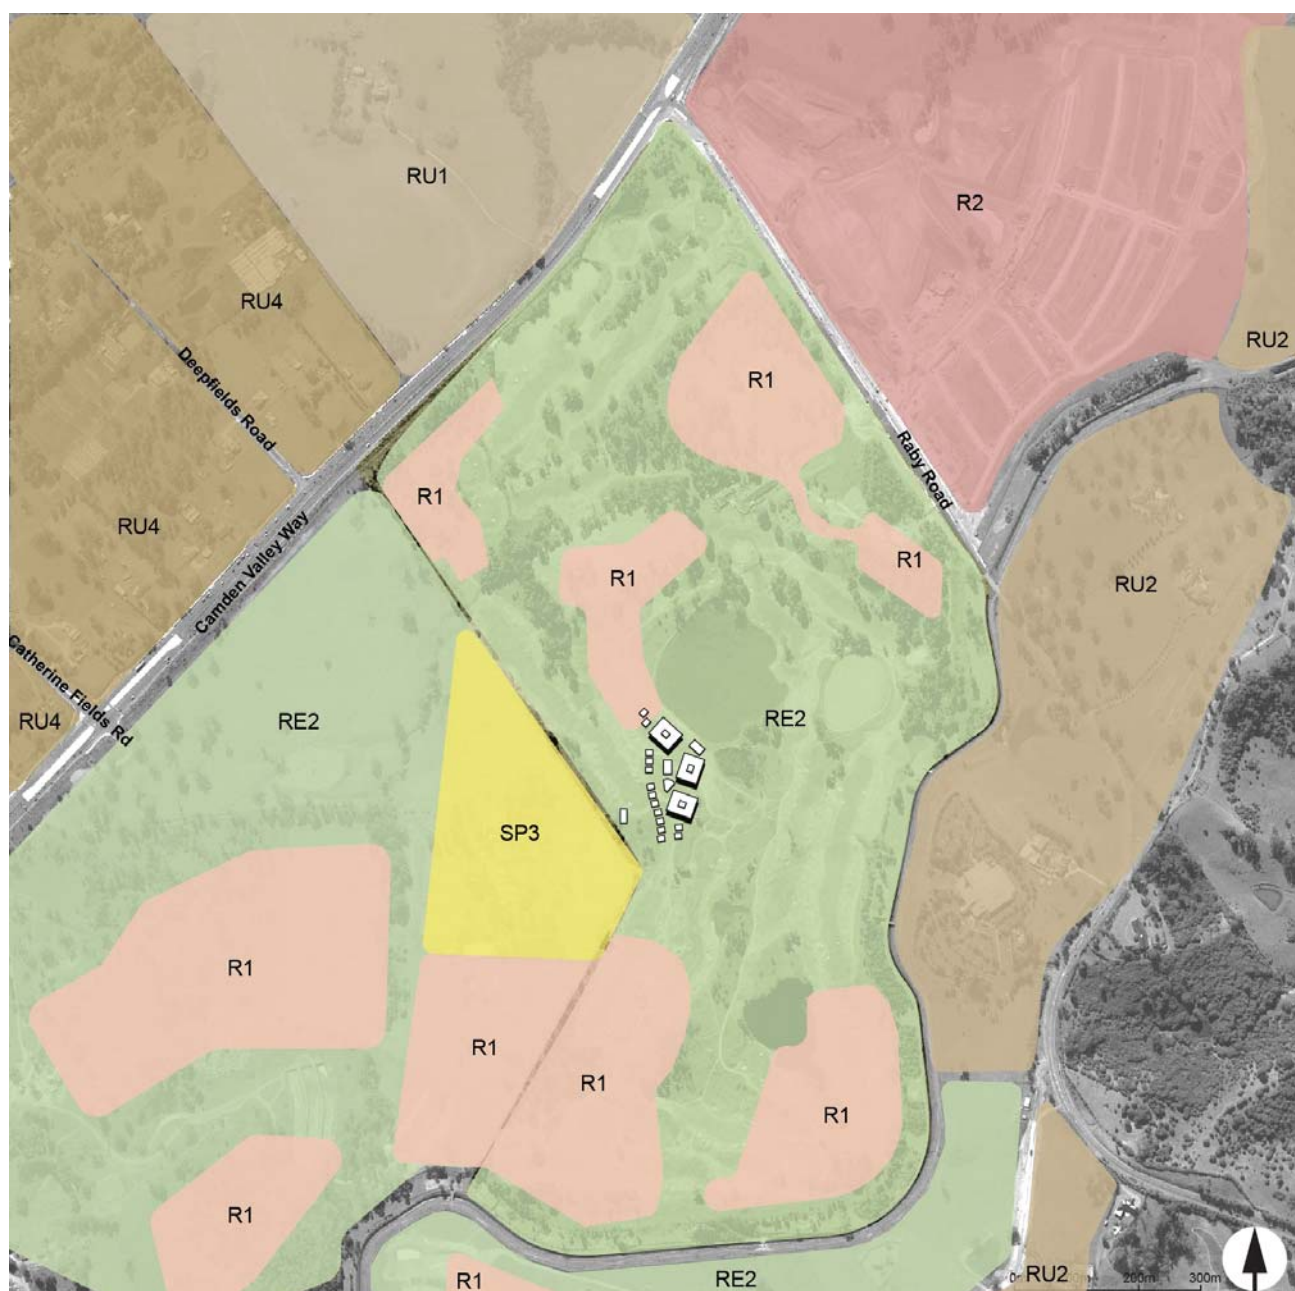 RU1
R2
RU4
RU2
Deepfields Road
R1
Raby Road
R1
RU4
Camden Valley Way
R1
R1
RU2
Catherine Fields Rd
RU4
RE2
RE2
SP3
R1
R1
R1
R1
R1
R1
RE2
RU2
200m
300m